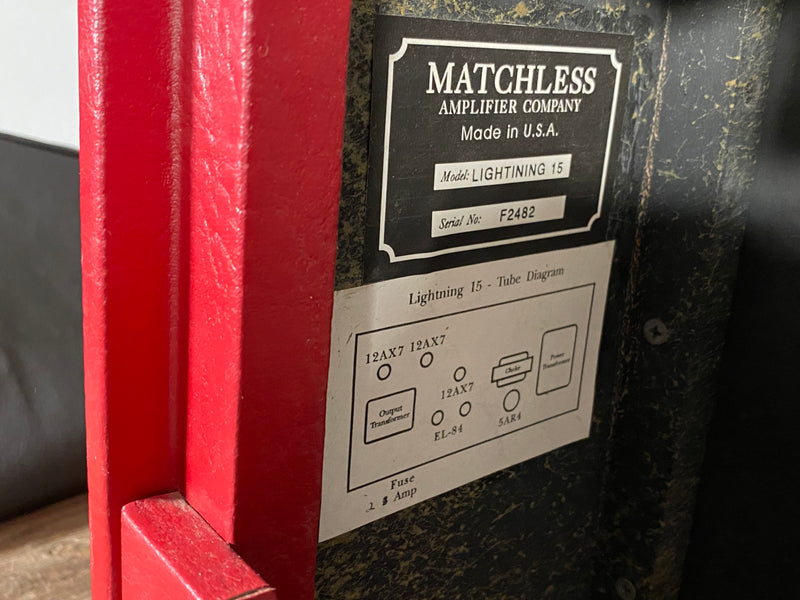 MATCHLESS
AMPLIFIER COMPANY
Made in U.S.A.
Model: LIGHTINING 15
Serial No: F2482
Lightning 15 - Tube Diagram
12AX7 12AX7
12AX7
Choke
Power
Transformer
Output
Transformer
EL-84
5AR4
Fuse
2 Amp